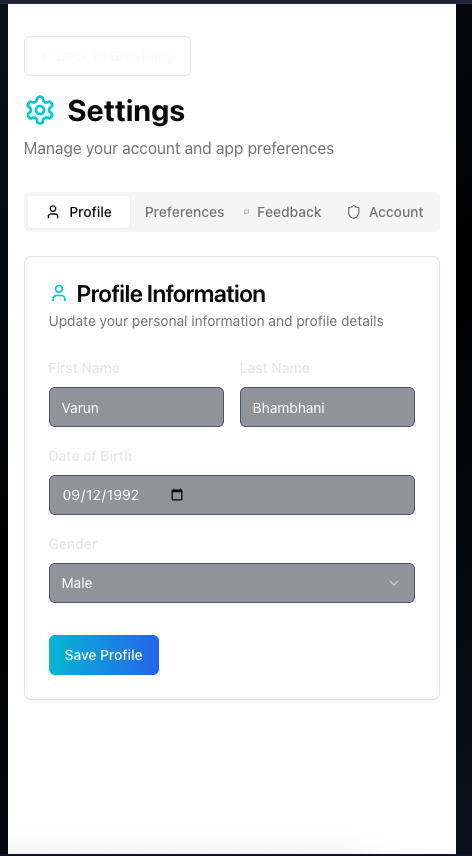 ← Back to Breathing
Settings
Manage your account and app preferences
Profile Preferences Feedback Account
Profile Information
Update your personal information and profile details
First Name Last Name
Varun Bhambhani
Date of Birth
09/12/1992
Gender
Male
Save Profile